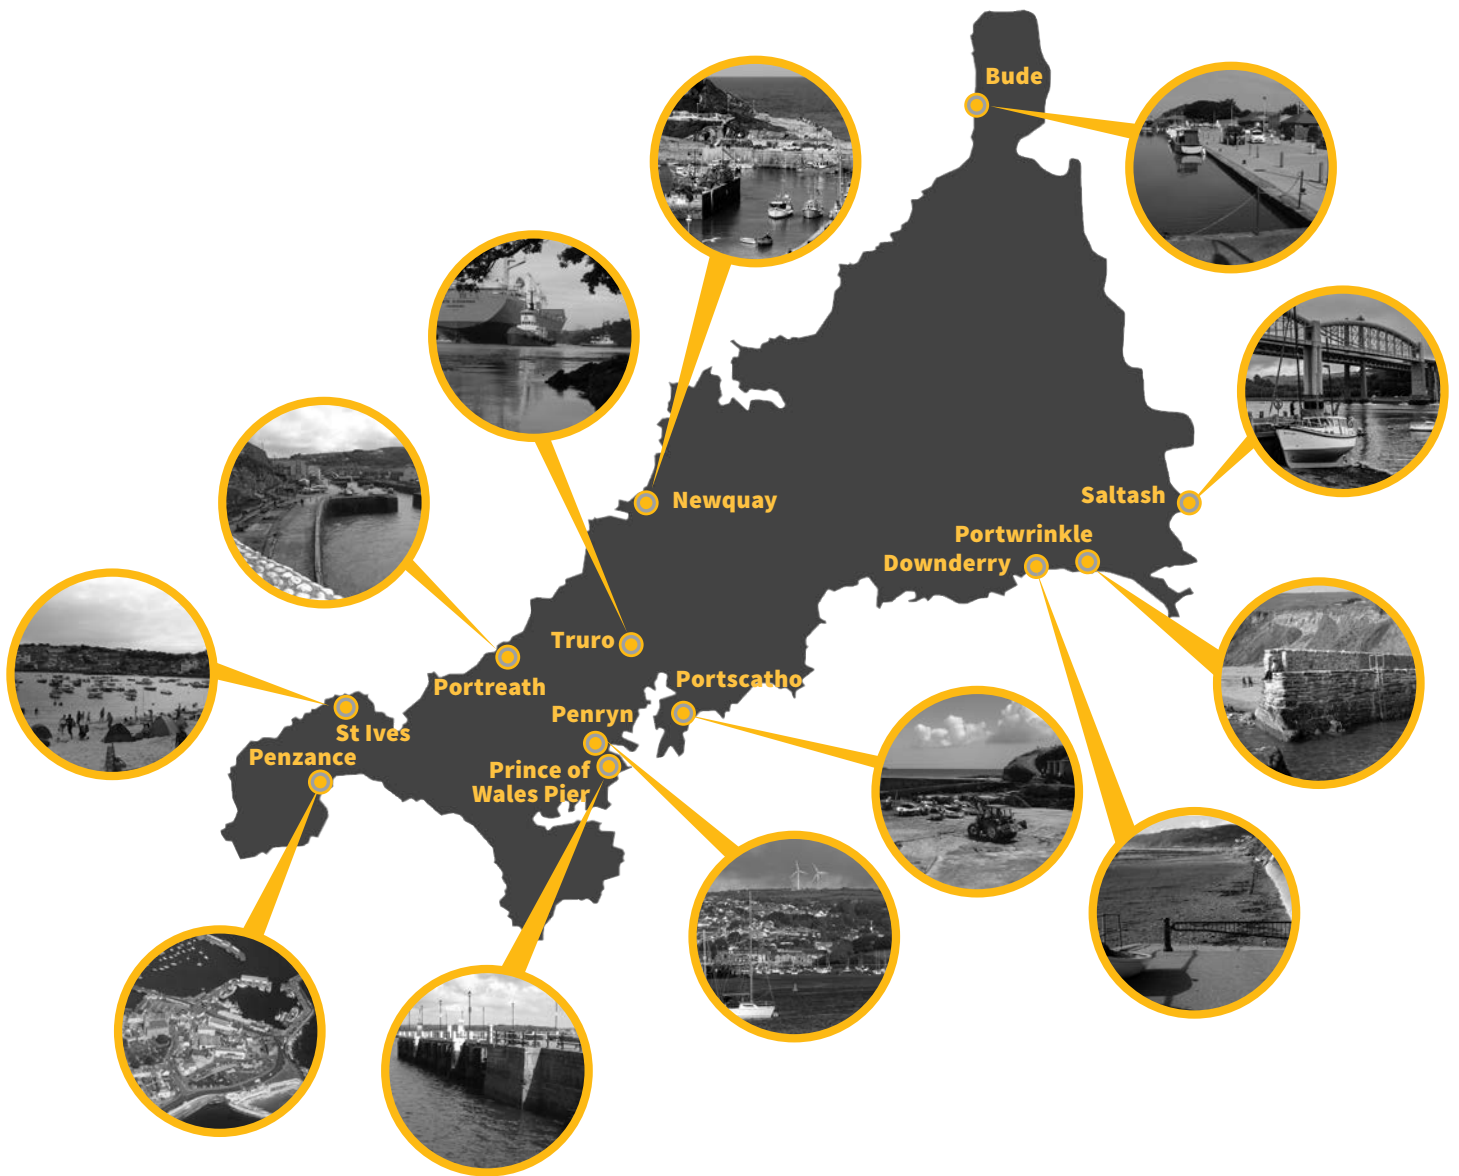 Bude
Newquay
Saltash
Portwrinkle
Downderry
Truro
Portreath
Portscatho
Penryn
St Ives
Penzance
Prince of
Wales Pier